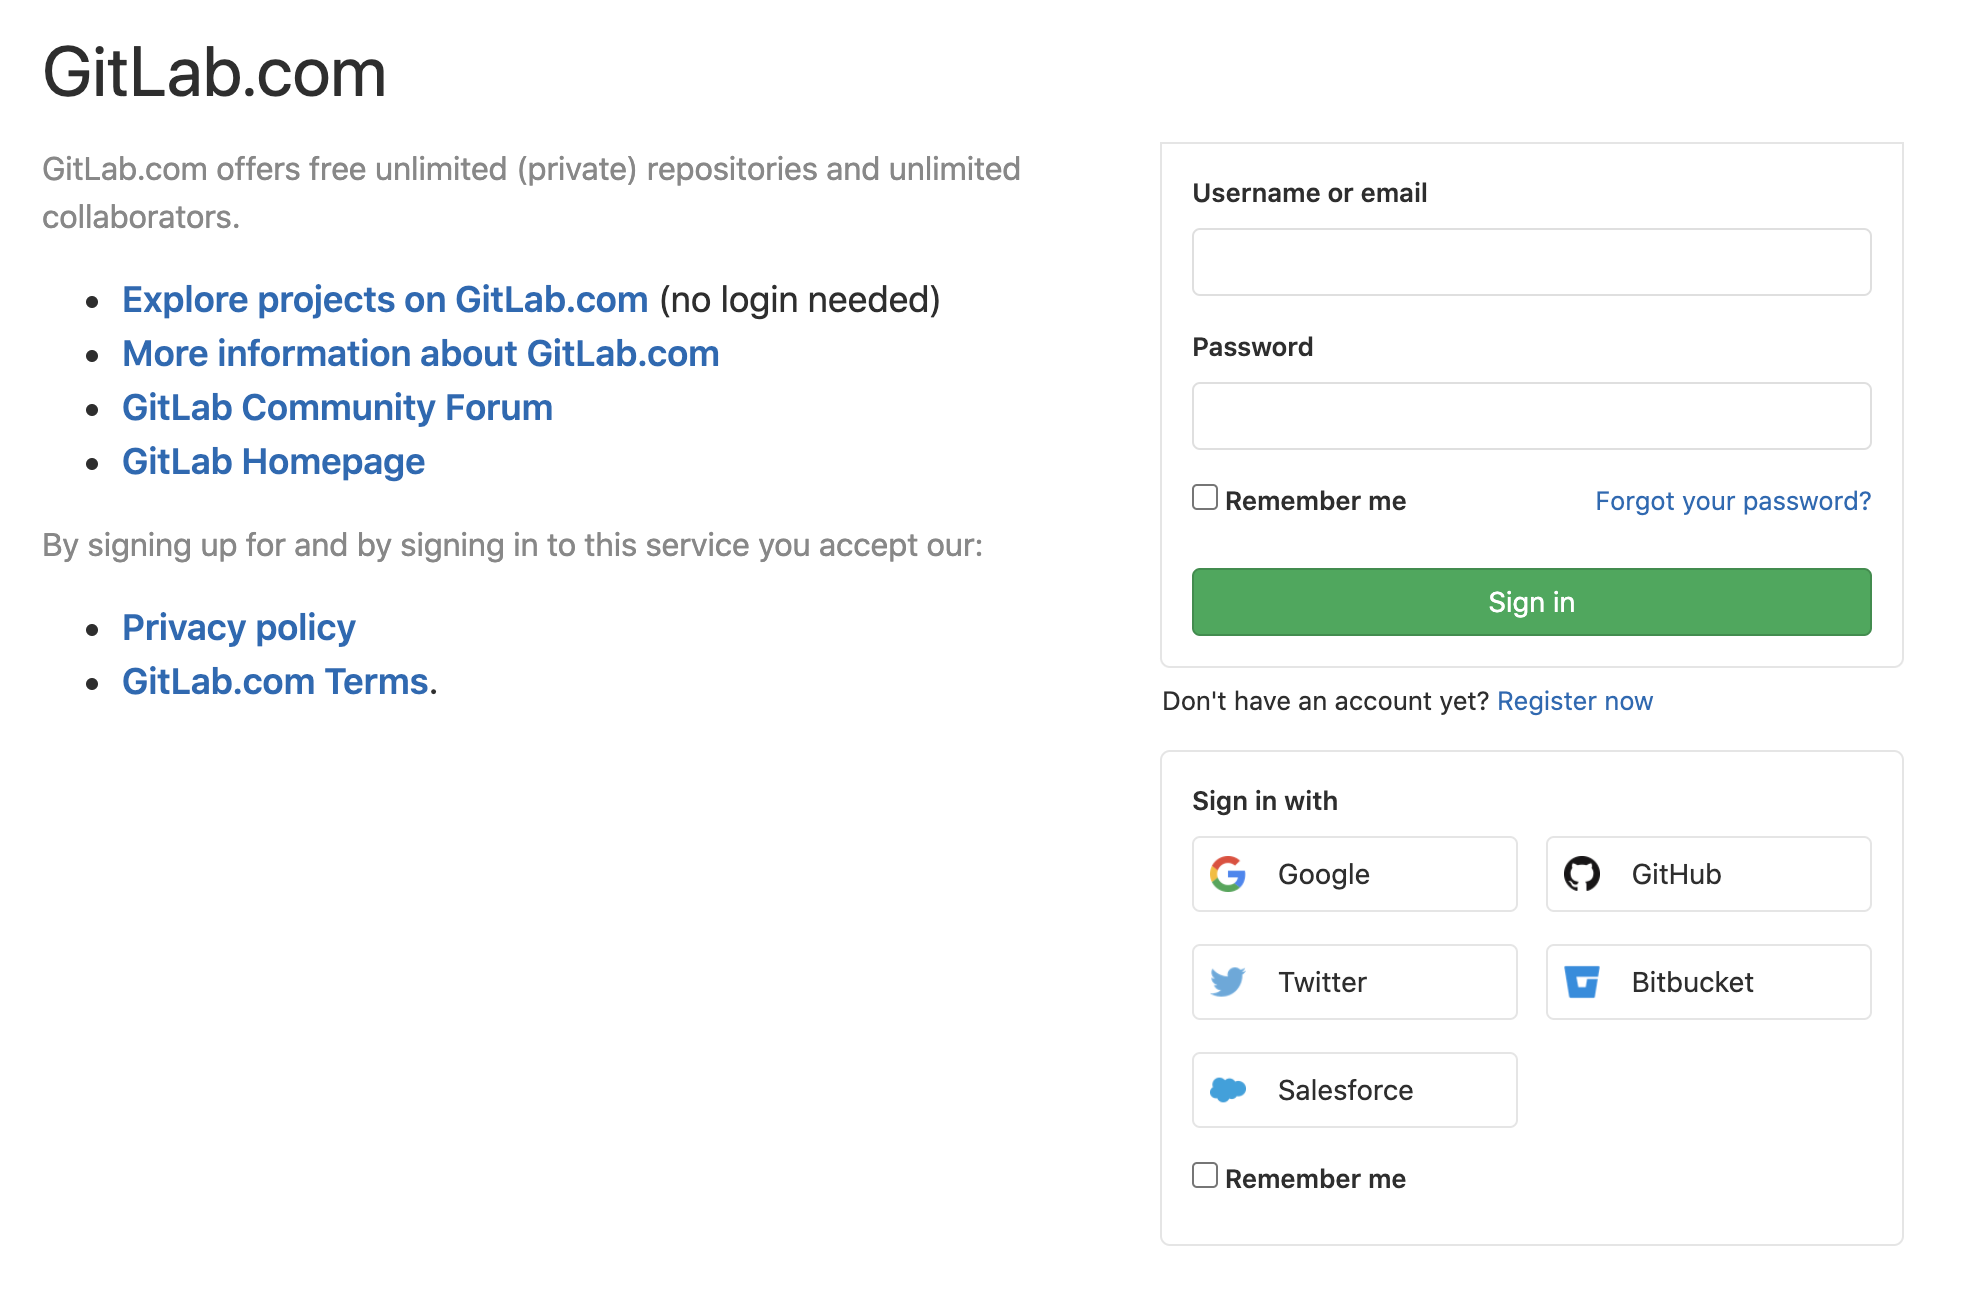 GitLab.com
GitLab.com offers free unlimited (private) repositories and unlimited
collaborators.
Explore projects on GitLab.com (no login needed)
More information about GitLab.com
GitLab Community Forum
GitLab Homepage
By signing up for and by signing in to this service you accept our:
Privacy policy
GitLab.com Terms.
Username or email
Password
Remember me
Forgot your password?
Sign in
Don't have an account yet? Register now
Sign in with
Google
GitHub
Twitter
Bitbucket
Salesforce
Remember me